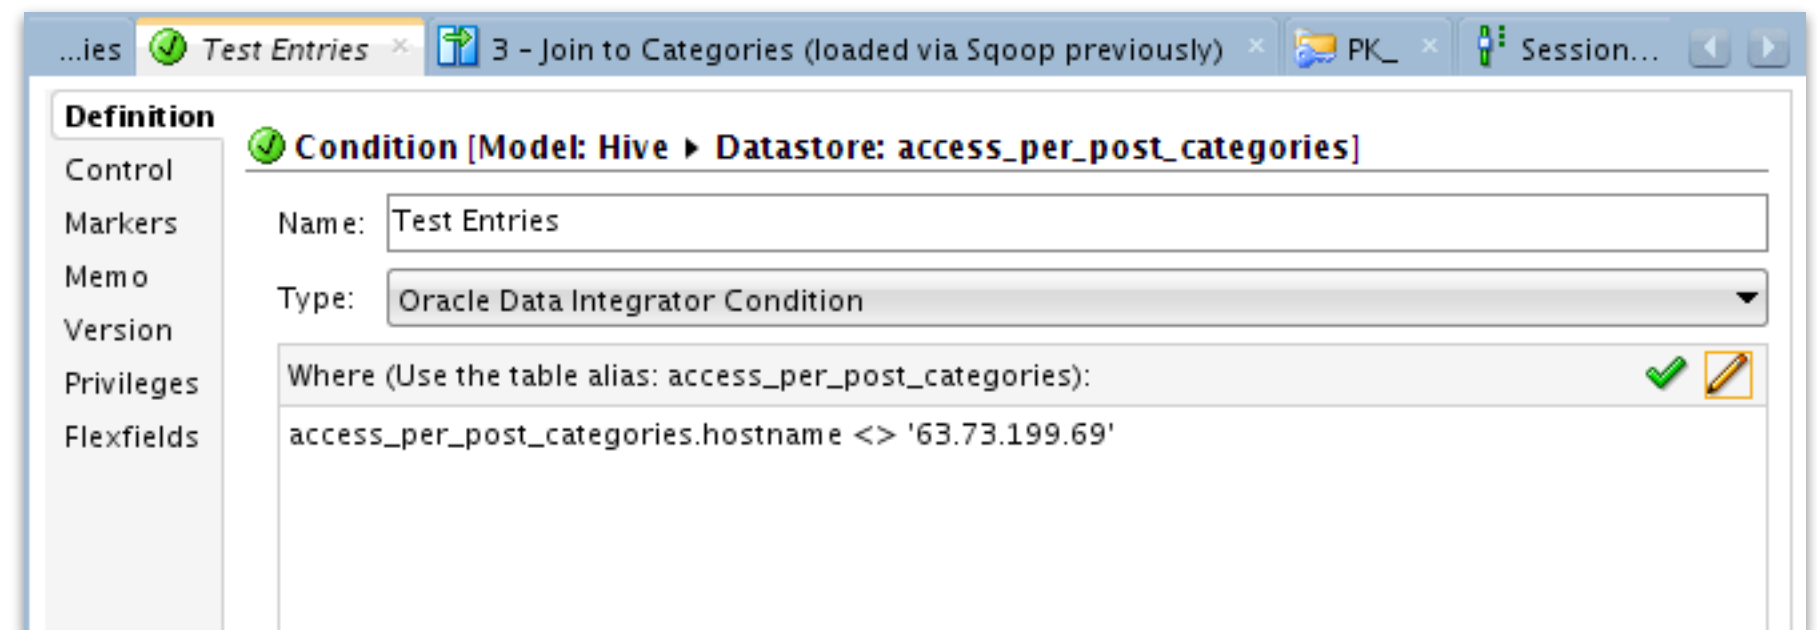 ...ies Test Entries 3 - Join to Categories (loaded via Sqoop previously) PK_ Session...
Definition
Control
Markers
Memo
Version
Privileges
Flexfields
Condition [Model: Hive ▸ Datastore: access_per_post_categories]
Name: Test Entries
Type: Oracle Data Integrator Condition
Where (Use the table alias: access_per_post_categories):
access_per_post_categories.hostname <> '63.73.199.69'